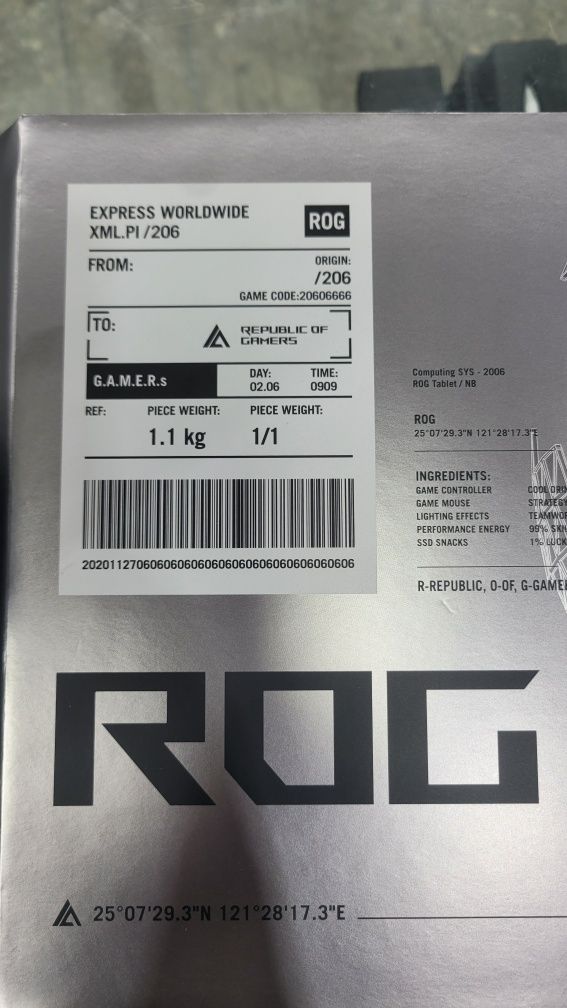 EXPRESS WORLDWIDE
XML.PI /206
ROG
FROM:
ORIGIN:
/206
GAME CODE:20606666
TO:
REPUBLIC OF
GAMERS
G.A.M.E.R.s
DAY:
02.06
TIME:
0909
REF:
PIECE WEIGHT:
1.1 kg
PIECE WEIGHT:
1/1
Computing SYS - 2006
ROG Tablet / NB
ROG
25°07'29.3"N 121°28'17.3"E
INGREDIENTS:
GAME CONTROLLER
GAME MOUSE
LIGHTING EFFECTS
PERFORMANCE ENERGY 99%
SSD SNACKS 1% LUCK
R-REPUBLIC, O-OF,
ROG
25°07'29.3"N 121°28'17.3"E